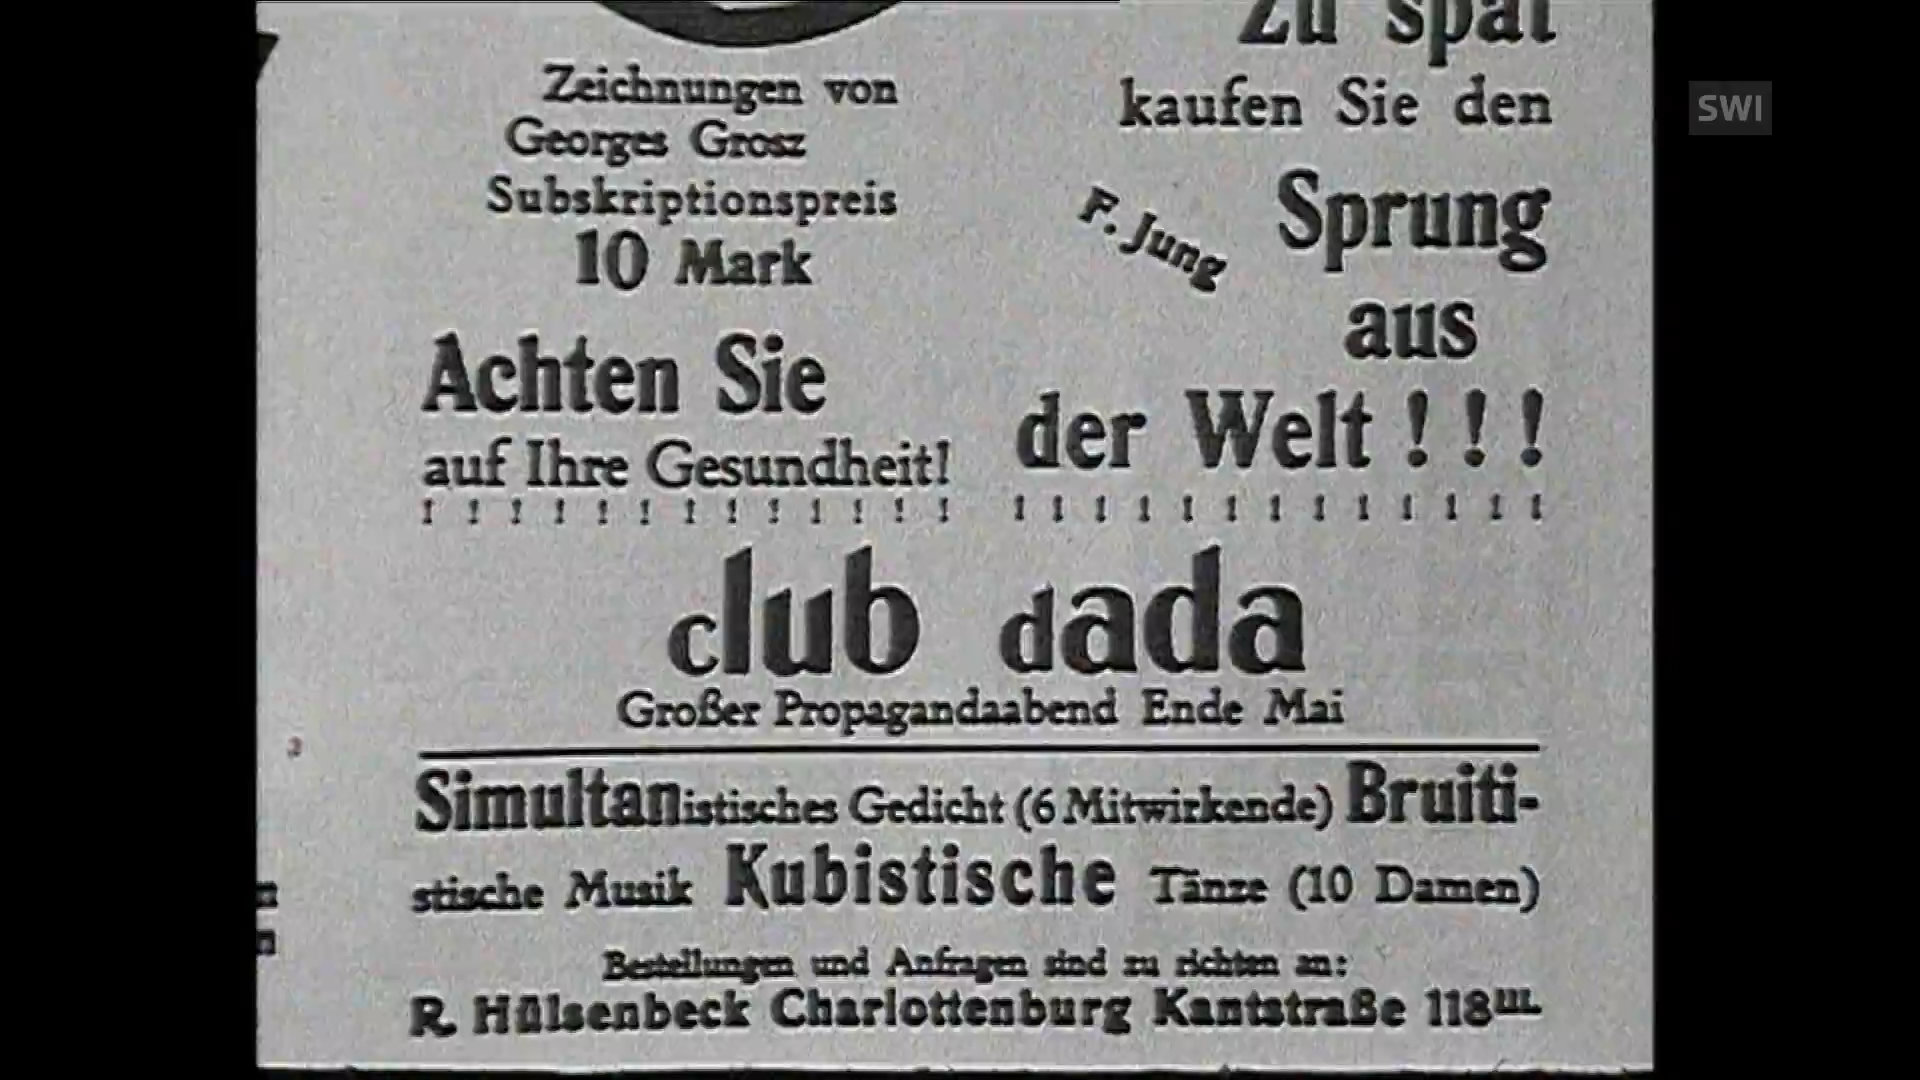 Zeichnungen von
Georges Grosz
Subskriptionspreis
10 Mark
Achten Sie
auf Ihre Gesundheit!
! ! ! ! ! ! ! ! ! ! ! ! !
Zu spät
kaufen Sie den
F. Jung
Sprung
aus
der Welt ! ! !
! ! ! ! ! ! ! ! ! ! ! ! !
club dada
Großer Propagandaabend Ende Mai
Simultanistisches Gedicht (6 Mitwirkende) Bruiti-
stische Musik Kubistische Tänze (10 Damen)
Bestellungen und Anfragen sind zu richten an:
R. Hülsenbeck Charlottenburg Kantstraße 118III.
SWI